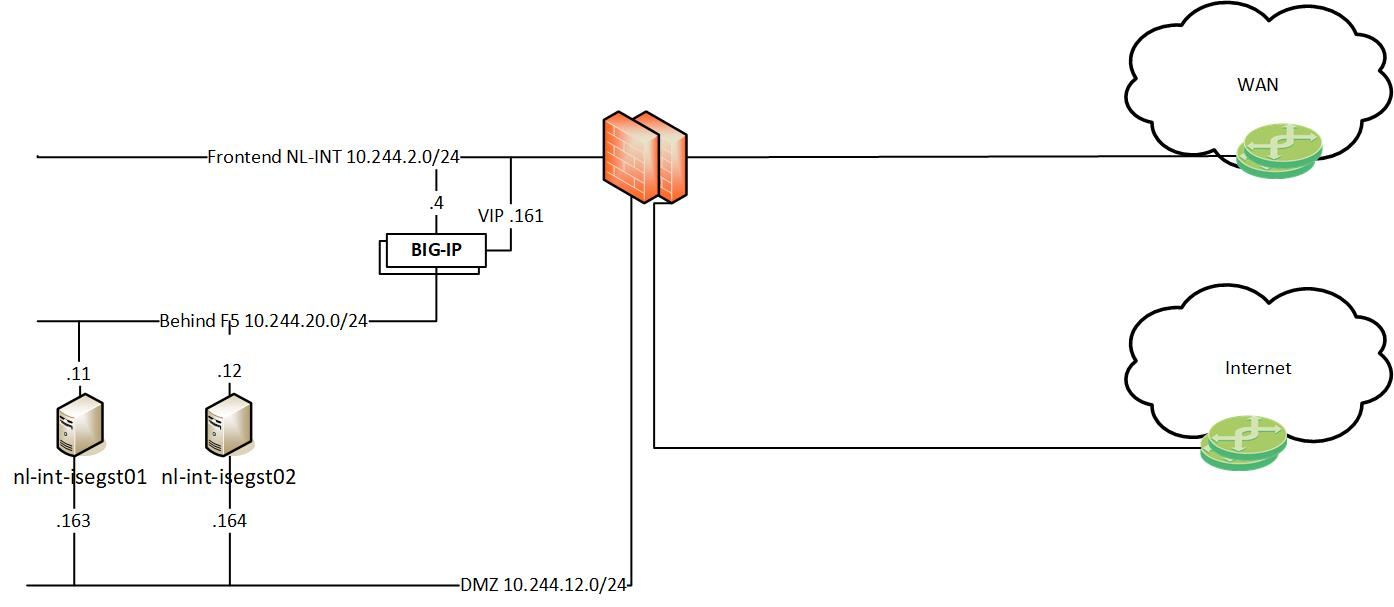 WAN
Frontend NL-INT 10.244.2.0/24
.4
VIP .161
BIG-IP
Behind F5 10.244.20.0/24
Internet
.11
.12
nl-int-isegst01
nl-int-isegst02
.163
.164
DMZ 10.244.12.0/24